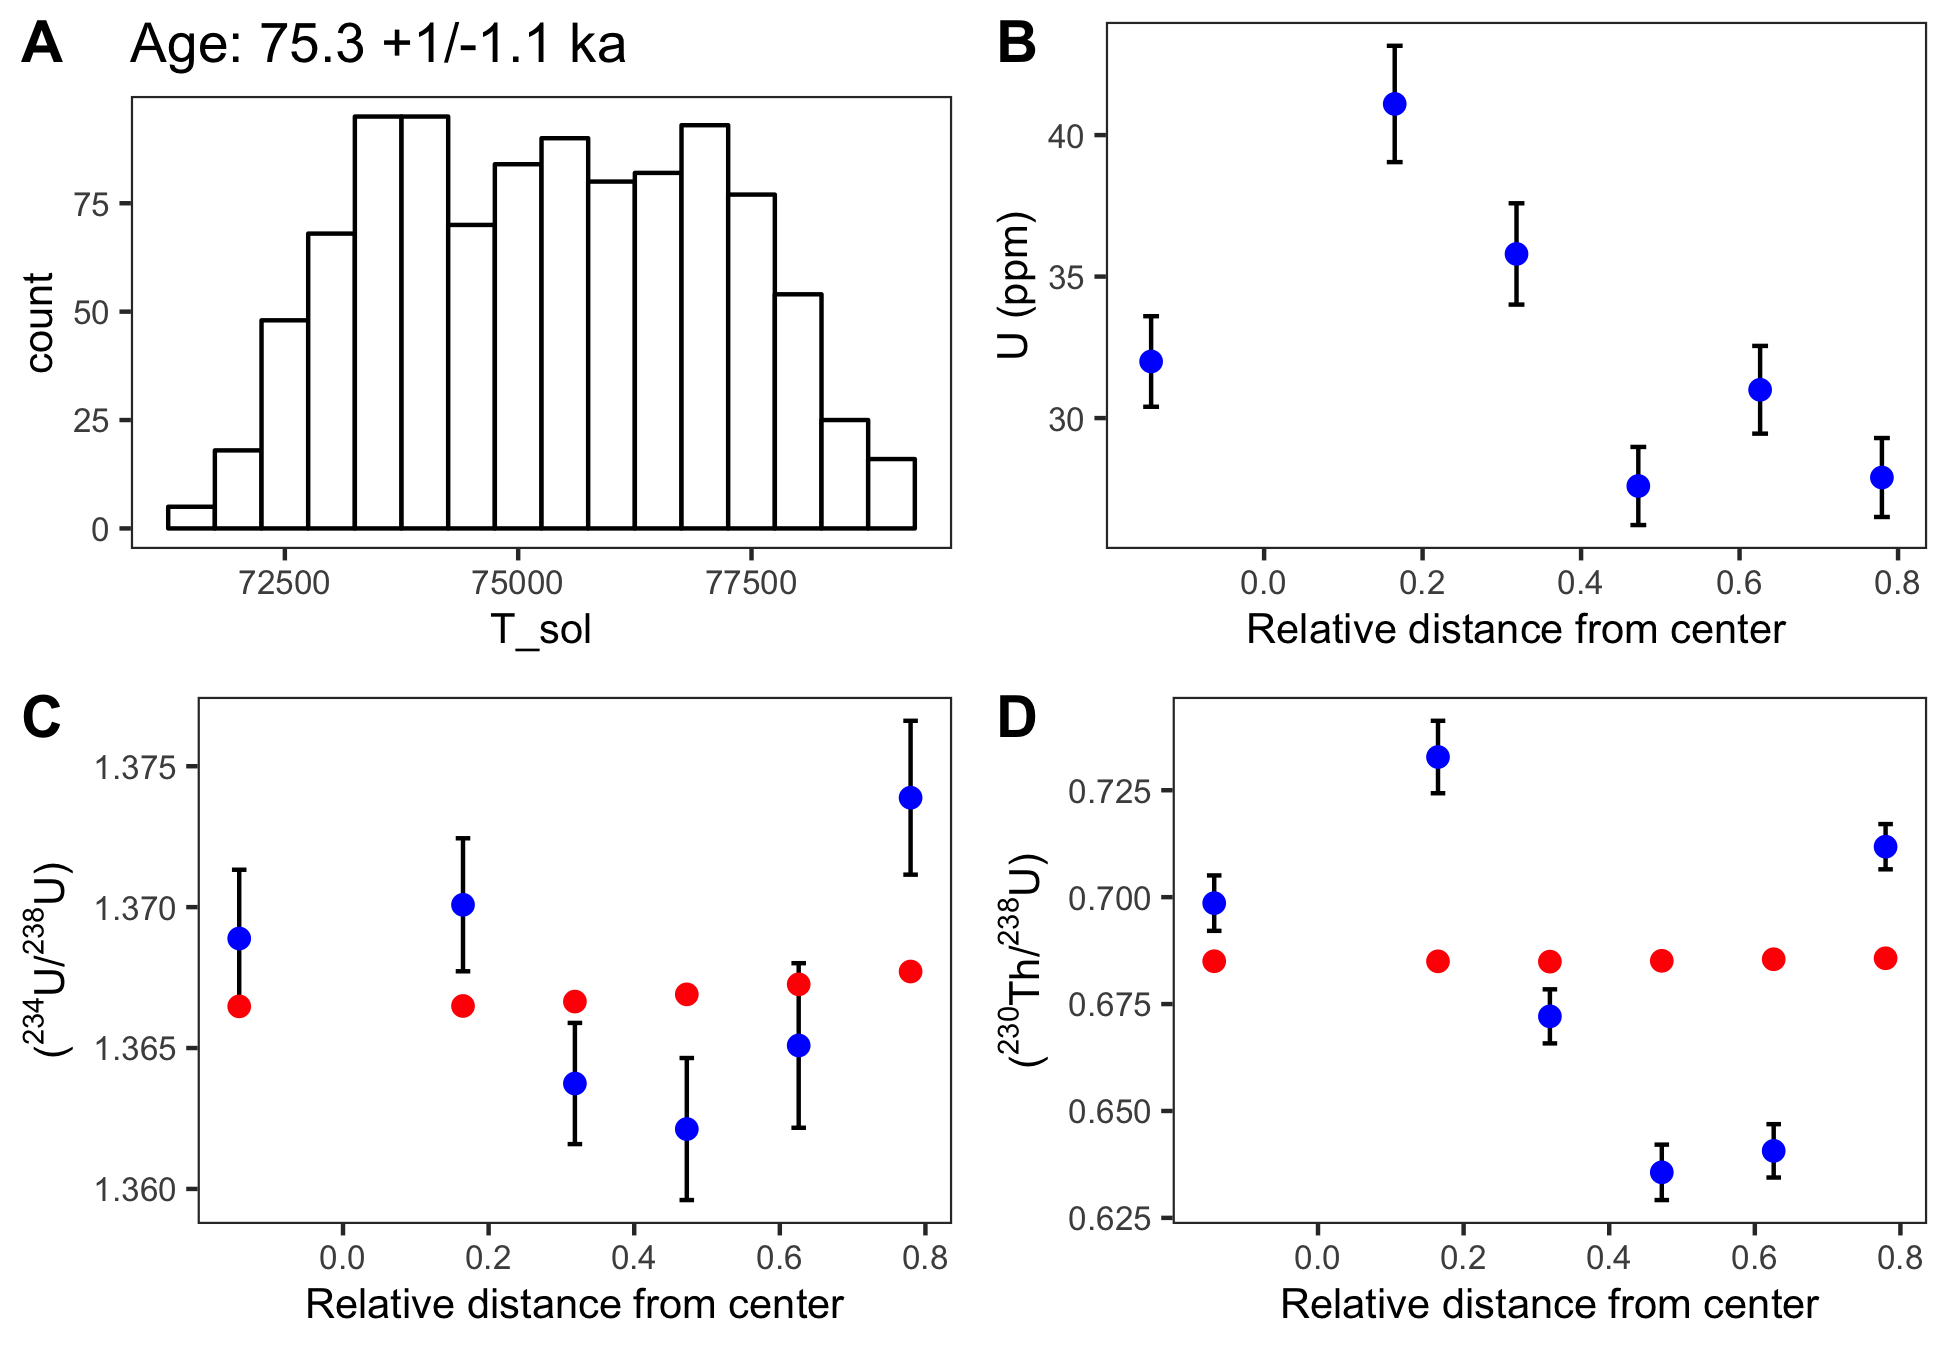 A Age: 75.3 +1/-1.1 ka
count
75
50
25
0
72500 75000 77500
T_sol
B
U (ppm)
40
35
30
0.0 0.2 0.4 0.6 0.8
Relative distance from center
C
(²³⁴U/²³⁸U)
1.375
1.370
1.365
1.360
0.0 0.2 0.4 0.6 0.8
Relative distance from center
D
(²³⁰Th/²³⁸U)
0.725
0.700
0.675
0.650
0.625
0.0 0.2 0.4 0.6 0.8
Relative distance from center